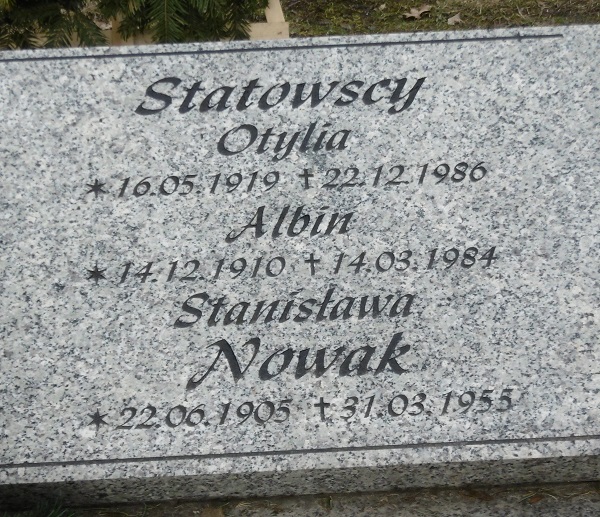 Statowscy
Otylia
* 16.05.1919 † 22.12.1986
Albin
* 14.12.1910 † 14.03.1984
Stanisława
Nowak
* 22.06.1905 † 31.03.1955